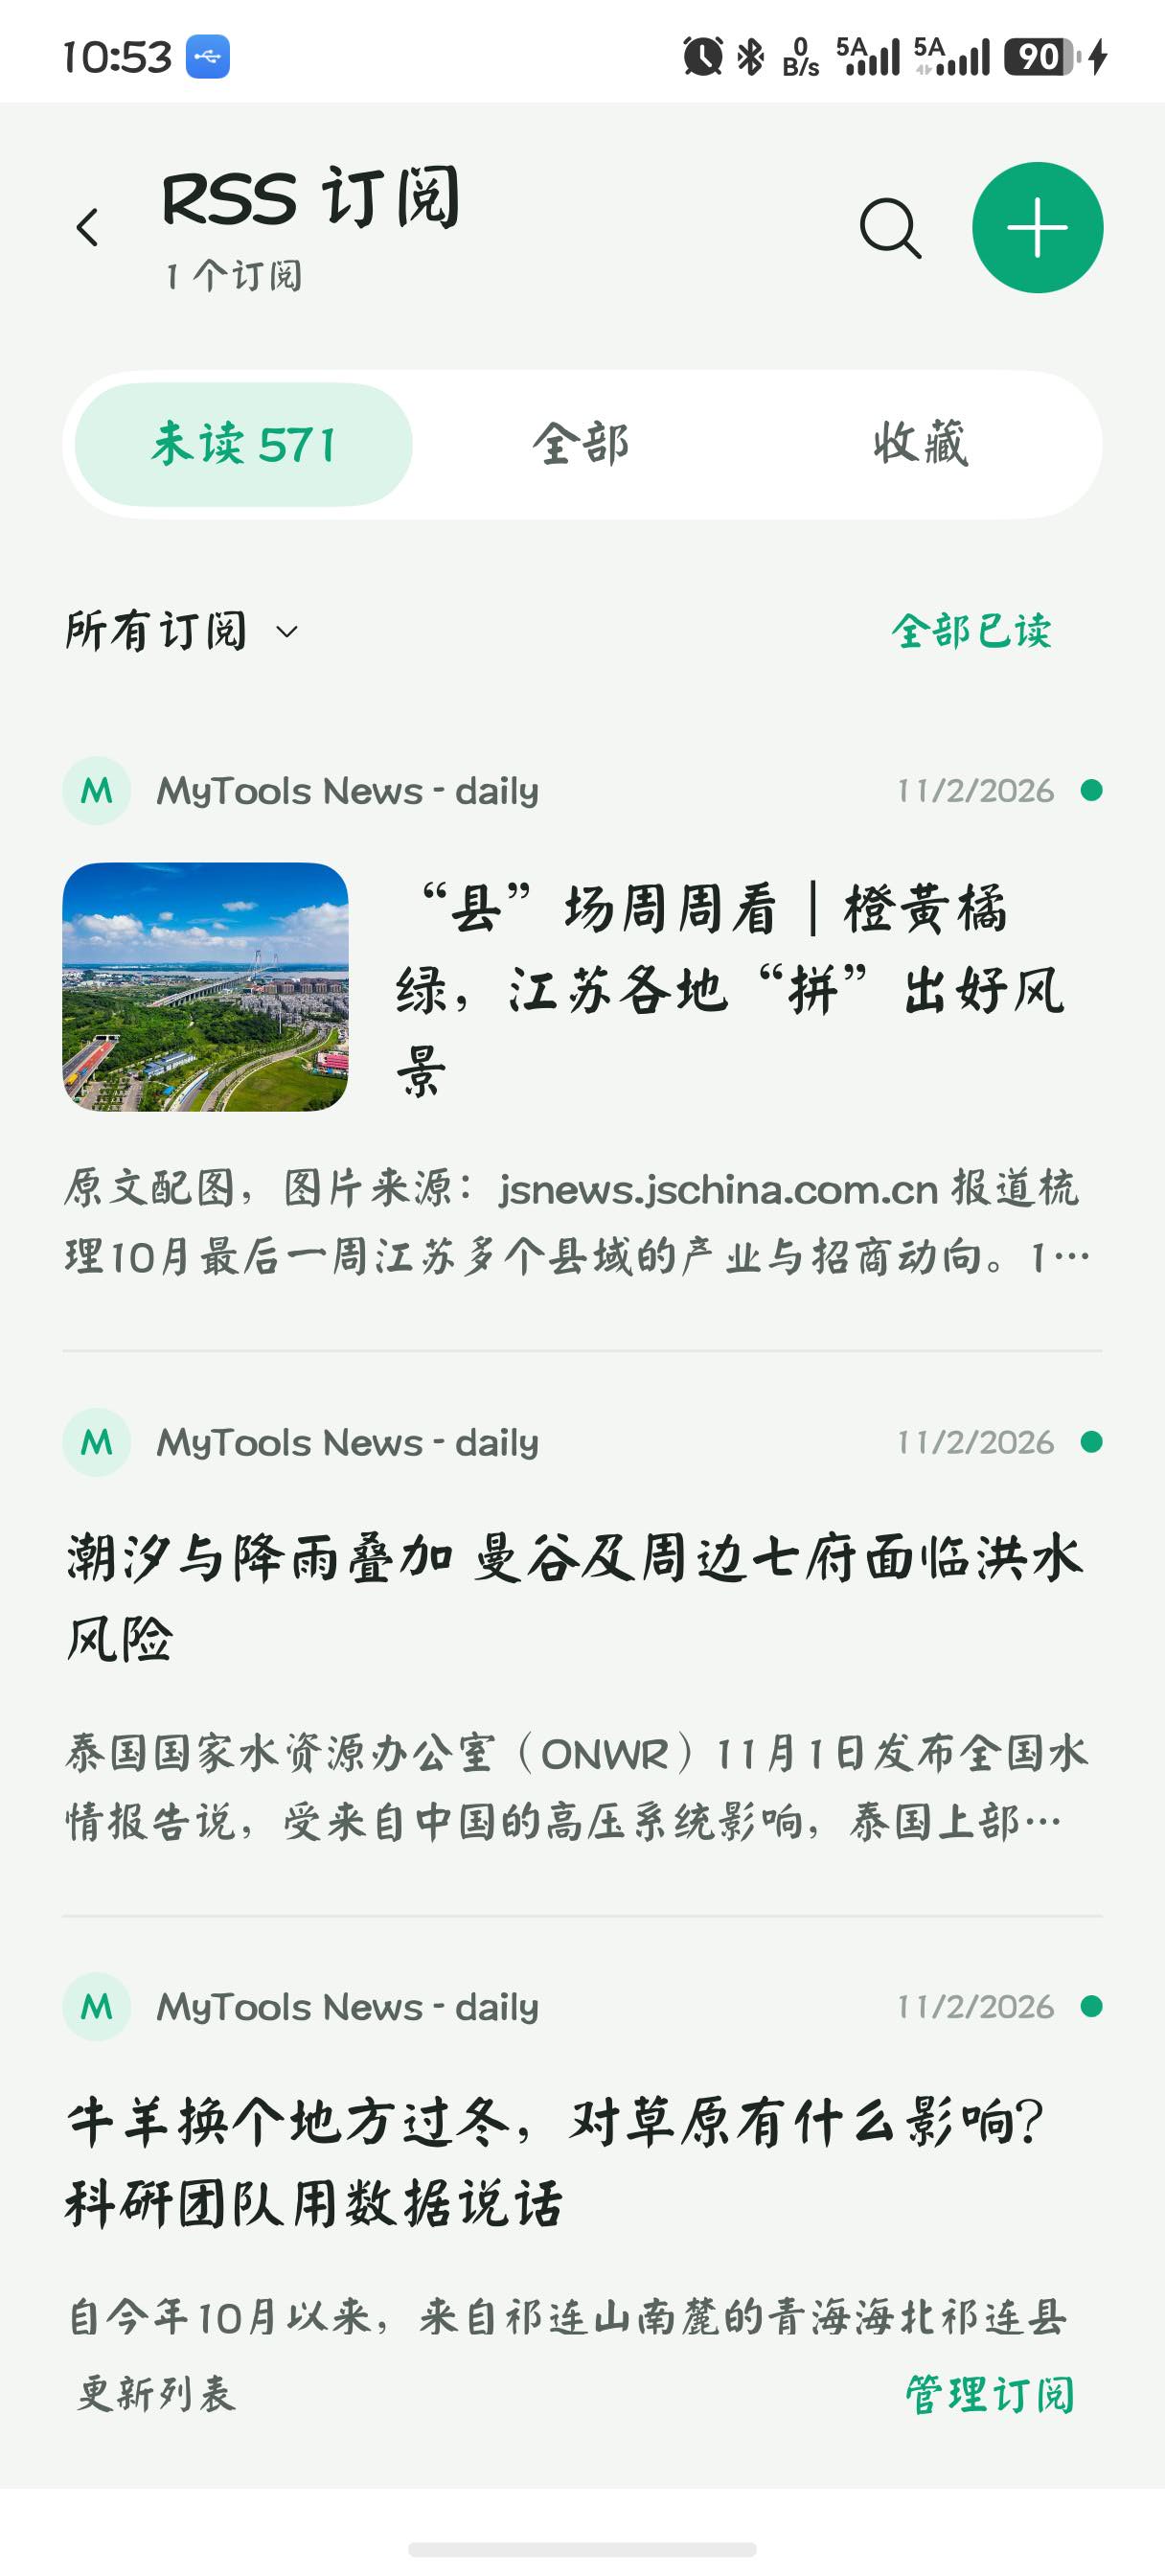 10:53
0 B/s 5A 5A 90
RSS 订阅
1 个订阅
未读 571 全部 收藏
所有订阅 全部已读
M MyTools News - daily 11/2/2026
“县”场周周看 | 橙黄橘
绿，江苏各地“拼”出好风
景
原文配图，图片来源：jsnews.jschina.com.cn 报道梳
理10月最后一周江苏多个县域的产业与招商动向。1…
M MyTools News - daily 11/2/2026
潮汐与降雨叠加 曼谷及周边七府面临洪水
风险
泰国国家水资源办公室（ONWR）11月1日发布全国水
情报告说，受来自中国的高压系统影响，泰国上部…
M MyTools News - daily 11/2/2026
牛羊换个地方过冬，对草原有什么影响？
科研团队用数据说话
自今年10月以来，来自祁连山南麓的青海海北祁连县
更新列表 管理订阅